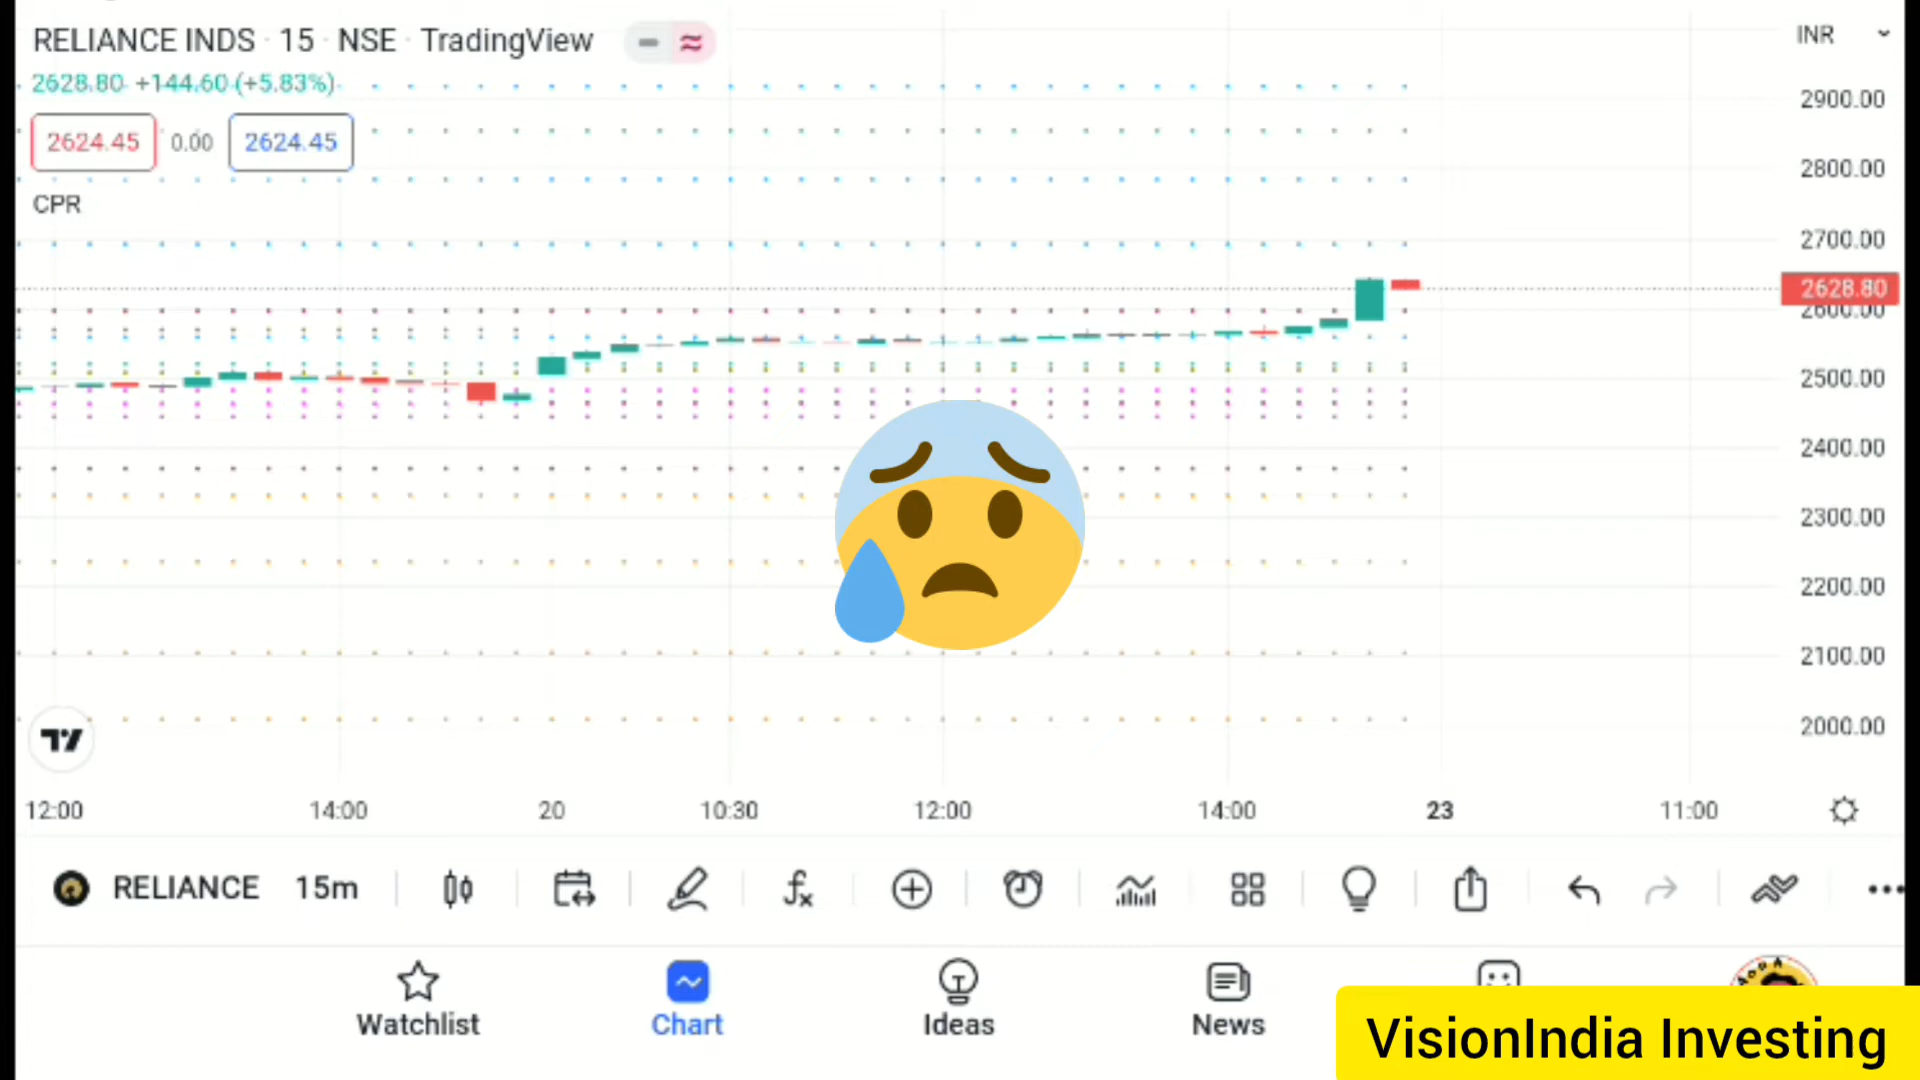 RELIANCE INDS · 15 · NSE · TradingView
INR
2628.80 +144.60 (+5.83%)
2624.45 0.00 2624.45
CPR
2900.00
2800.00
2700.00
2628.80
2600.00
2500.00
2400.00
2300.00
2200.00
2100.00
2000.00
12:00 14:00 20 10:30 12:00 14:00 23 11:00
RELIANCE 15m
Watchlist Chart Ideas News
VisionIndia Investing